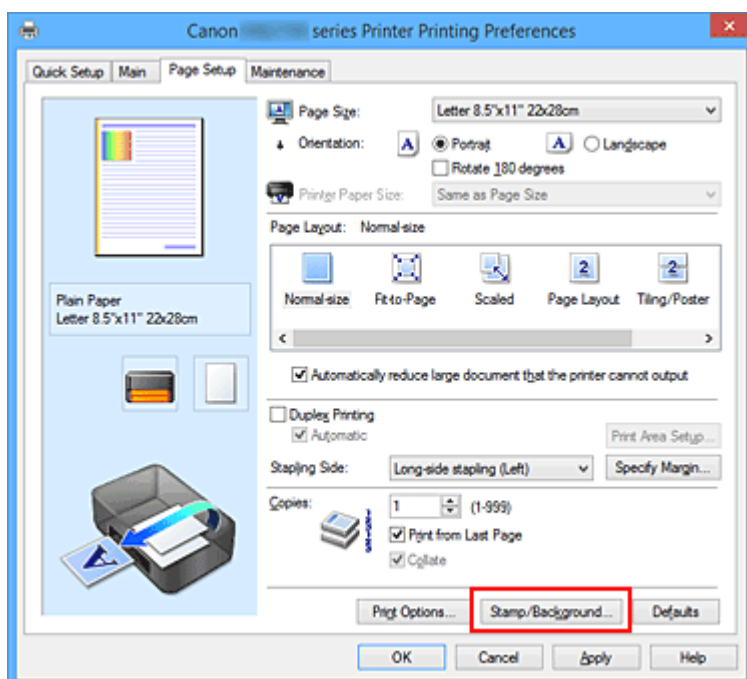 Canon series Printer Printing Preferences
Quick Setup Main Page Setup Maintenance
Page Size: Letter 8.5"x11" 22x28cm
Orientation: A Portrait A Landscape
Rotate 180 degrees
Printer Paper Size: Same as Page Size
Page Layout: Normal-size
2 2
Normal-size Fit-to-Page Scaled Page Layout Tiling/Poster
Plain Paper
Letter 8.5"x11" 22x28cm
Automatically reduce large document that the printer cannot output
Duplex Printing
Automatic
Print Area Setup...
Stapling Side: Long-side stapling (Left) Specify Margin...
Copies: 1 (1-999)
Print from Last Page
Collate
A
Print Options... Stamp/Background... Defaults
OK Cancel Apply Help